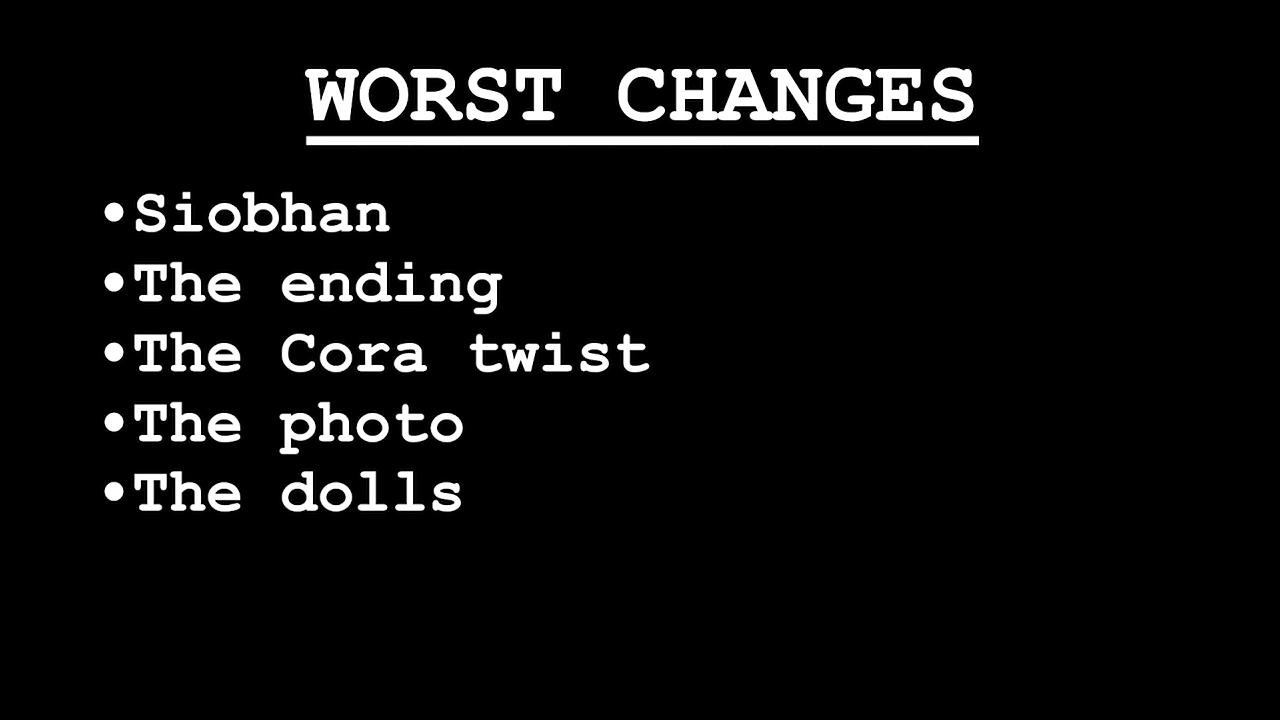 WORST CHANGES
•Siobhan
•The ending
•The Cora twist
•The photo
•The dolls